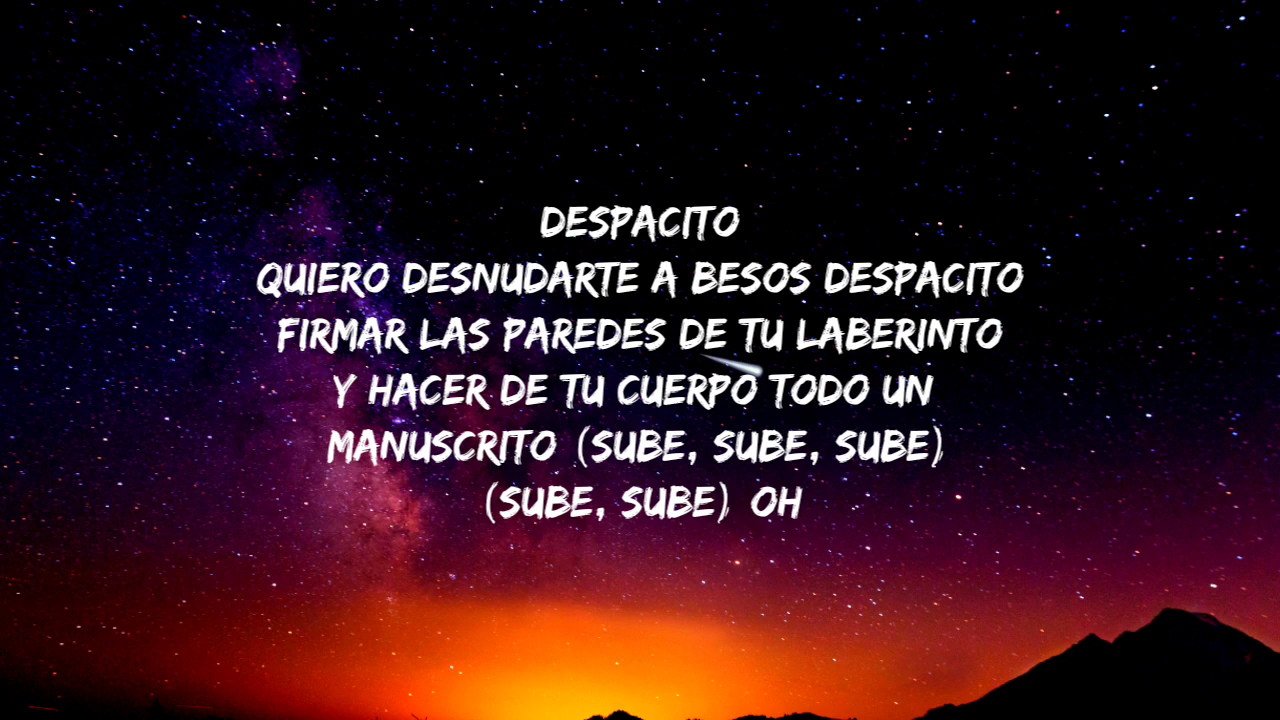 DESPACITO
QUIERO DESNUDARTE A BESOS DESPACITO
FIRMAR LAS PAREDES DE TU LABERINTO
Y HACER DE TU CUERPO TODO UN
MANUSCRITO (SUBE, SUBE, SUBE)
(SUBE, SUBE) OH